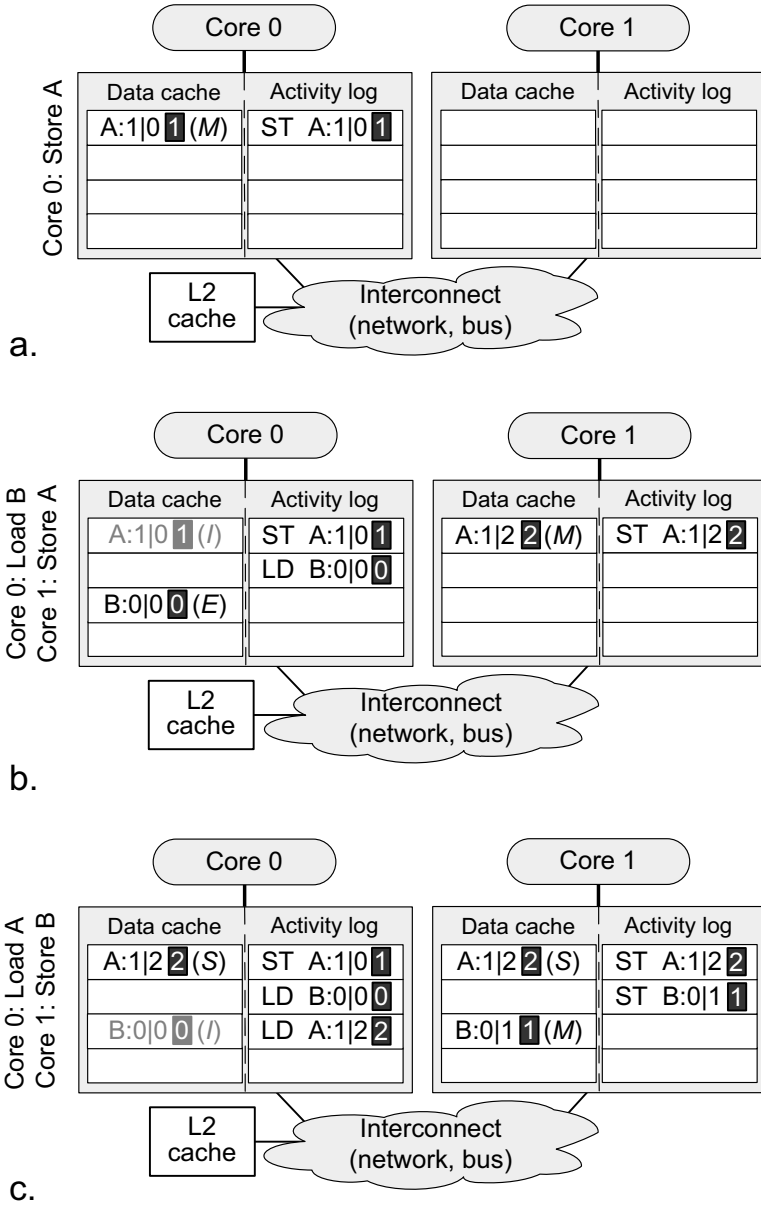 Core 0
Core 1
Core 0: Store A
Data cache
Activity log
Data cache
Activity log
A:1|0 1 (M)
ST A:1|0 1
L2
cache
Interconnect
(network, bus)
a.
Core 0
Core 1
Core 0: Load B
Core 1: Store A
Data cache
Activity log
Data cache
Activity log
A:1|0 1 (I)
ST A:1|0 1
A:1|2 2 (M)
ST A:1|2 2
LD B:0|0 0
B:0|0 0 (E)
L2
cache
Interconnect
(network, bus)
b.
Core 0
Core 1
Core 0: Load A
Core 1: Store B
Data cache
Activity log
Data cache
Activity log
A:1|2 2 (S)
ST A:1|0 1
A:1|2 2 (S)
ST A:1|2 2
LD B:0|0 0
ST B:0|1 1
B:0|0 0 (I)
LD A:1|2 2
B:0|1 1 (M)
L2
cache
Interconnect
(network, bus)
c.